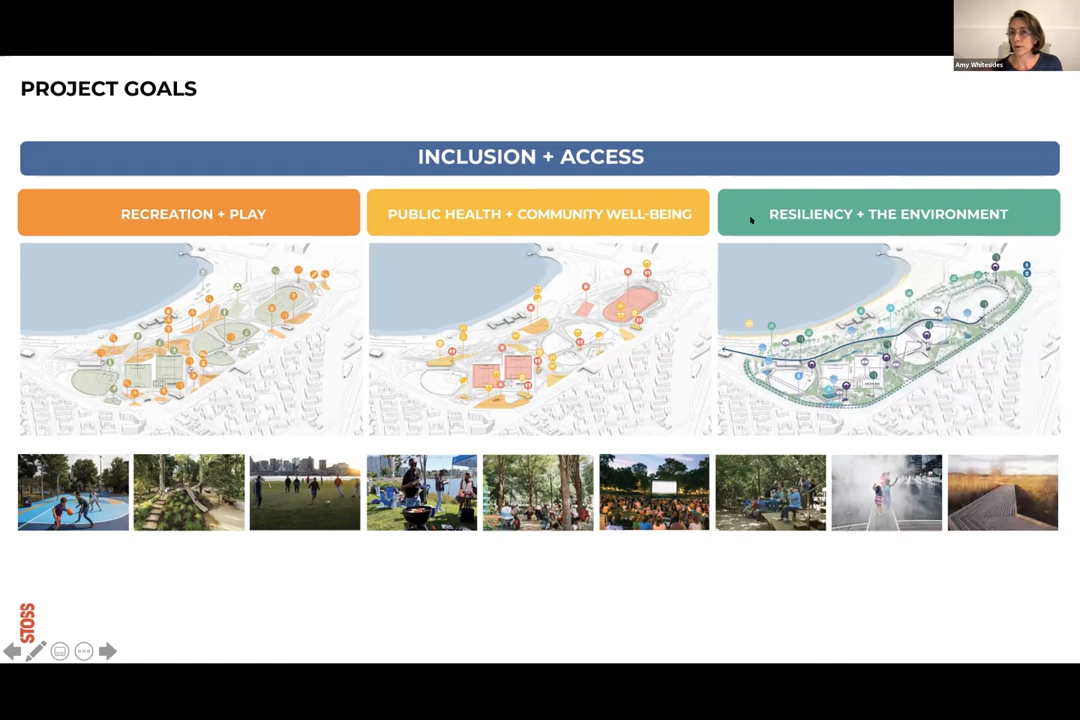 Amy Whitesides
PROJECT GOALS
INCLUSION + ACCESS
RECREATION + PLAY
PUBLIC HEALTH + COMMUNITY WELL-BEING
RESILIENCY + THE ENVIRONMENT
STOSS